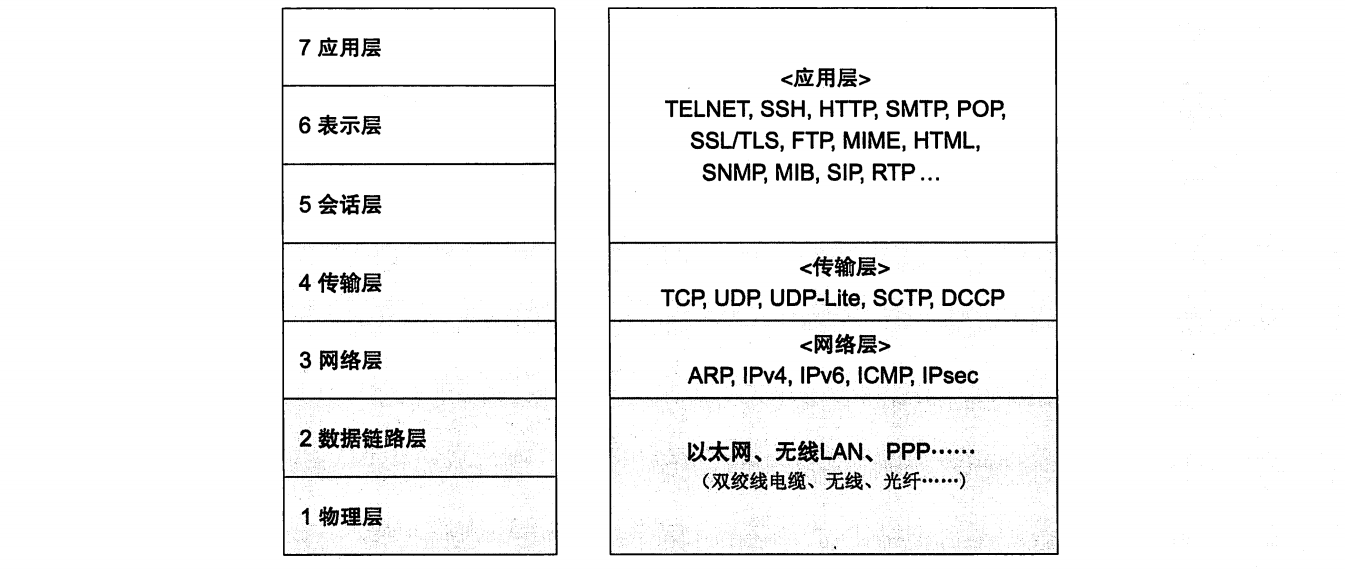 7 应用层
6 表示层
5 会话层
4 传输层
3 网络层
2 数据链路层
1 物理层
<应用层>
TELNET, SSH, HTTP, SMTP, POP,
SSL/TLS, FTP, MIME, HTML,
SNMP, MIB, SIP, RTP…
<传输层>
TCP, UDP, UDP-Lite, SCTP, DCCP
<网络层>
ARP, IPv4, IPv6, ICMP, IPsec
以太网、无线LAN、PPP……
（双绞线电缆、无线、光纤……）